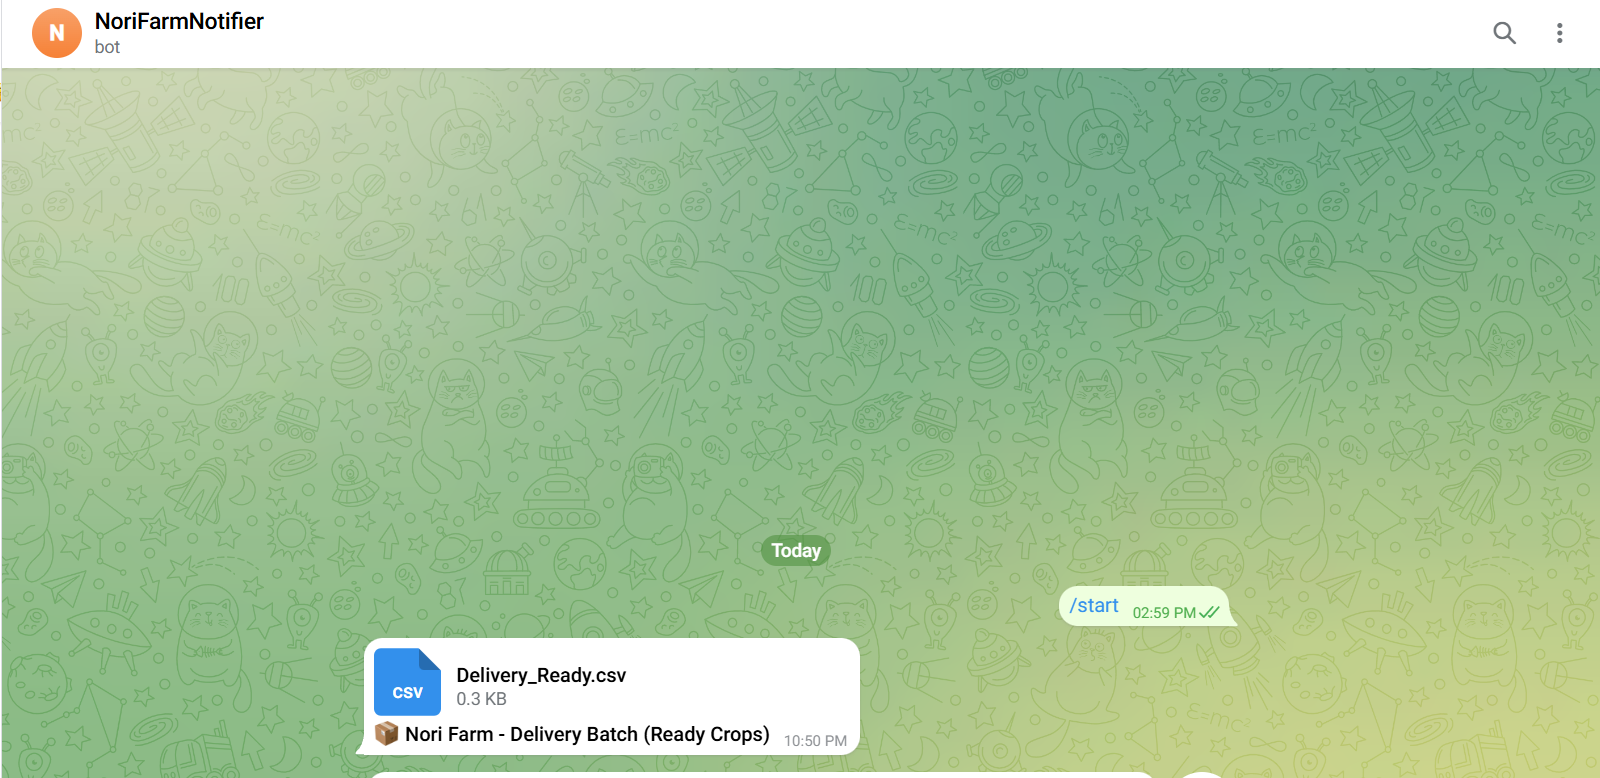 N
NoriFarmNotifier
bot
Today
/start 02:59 PM
csv
Delivery_Ready.csv
0.3 KB
📦 Nori Farm - Delivery Batch (Ready Crops) 10:50 PM